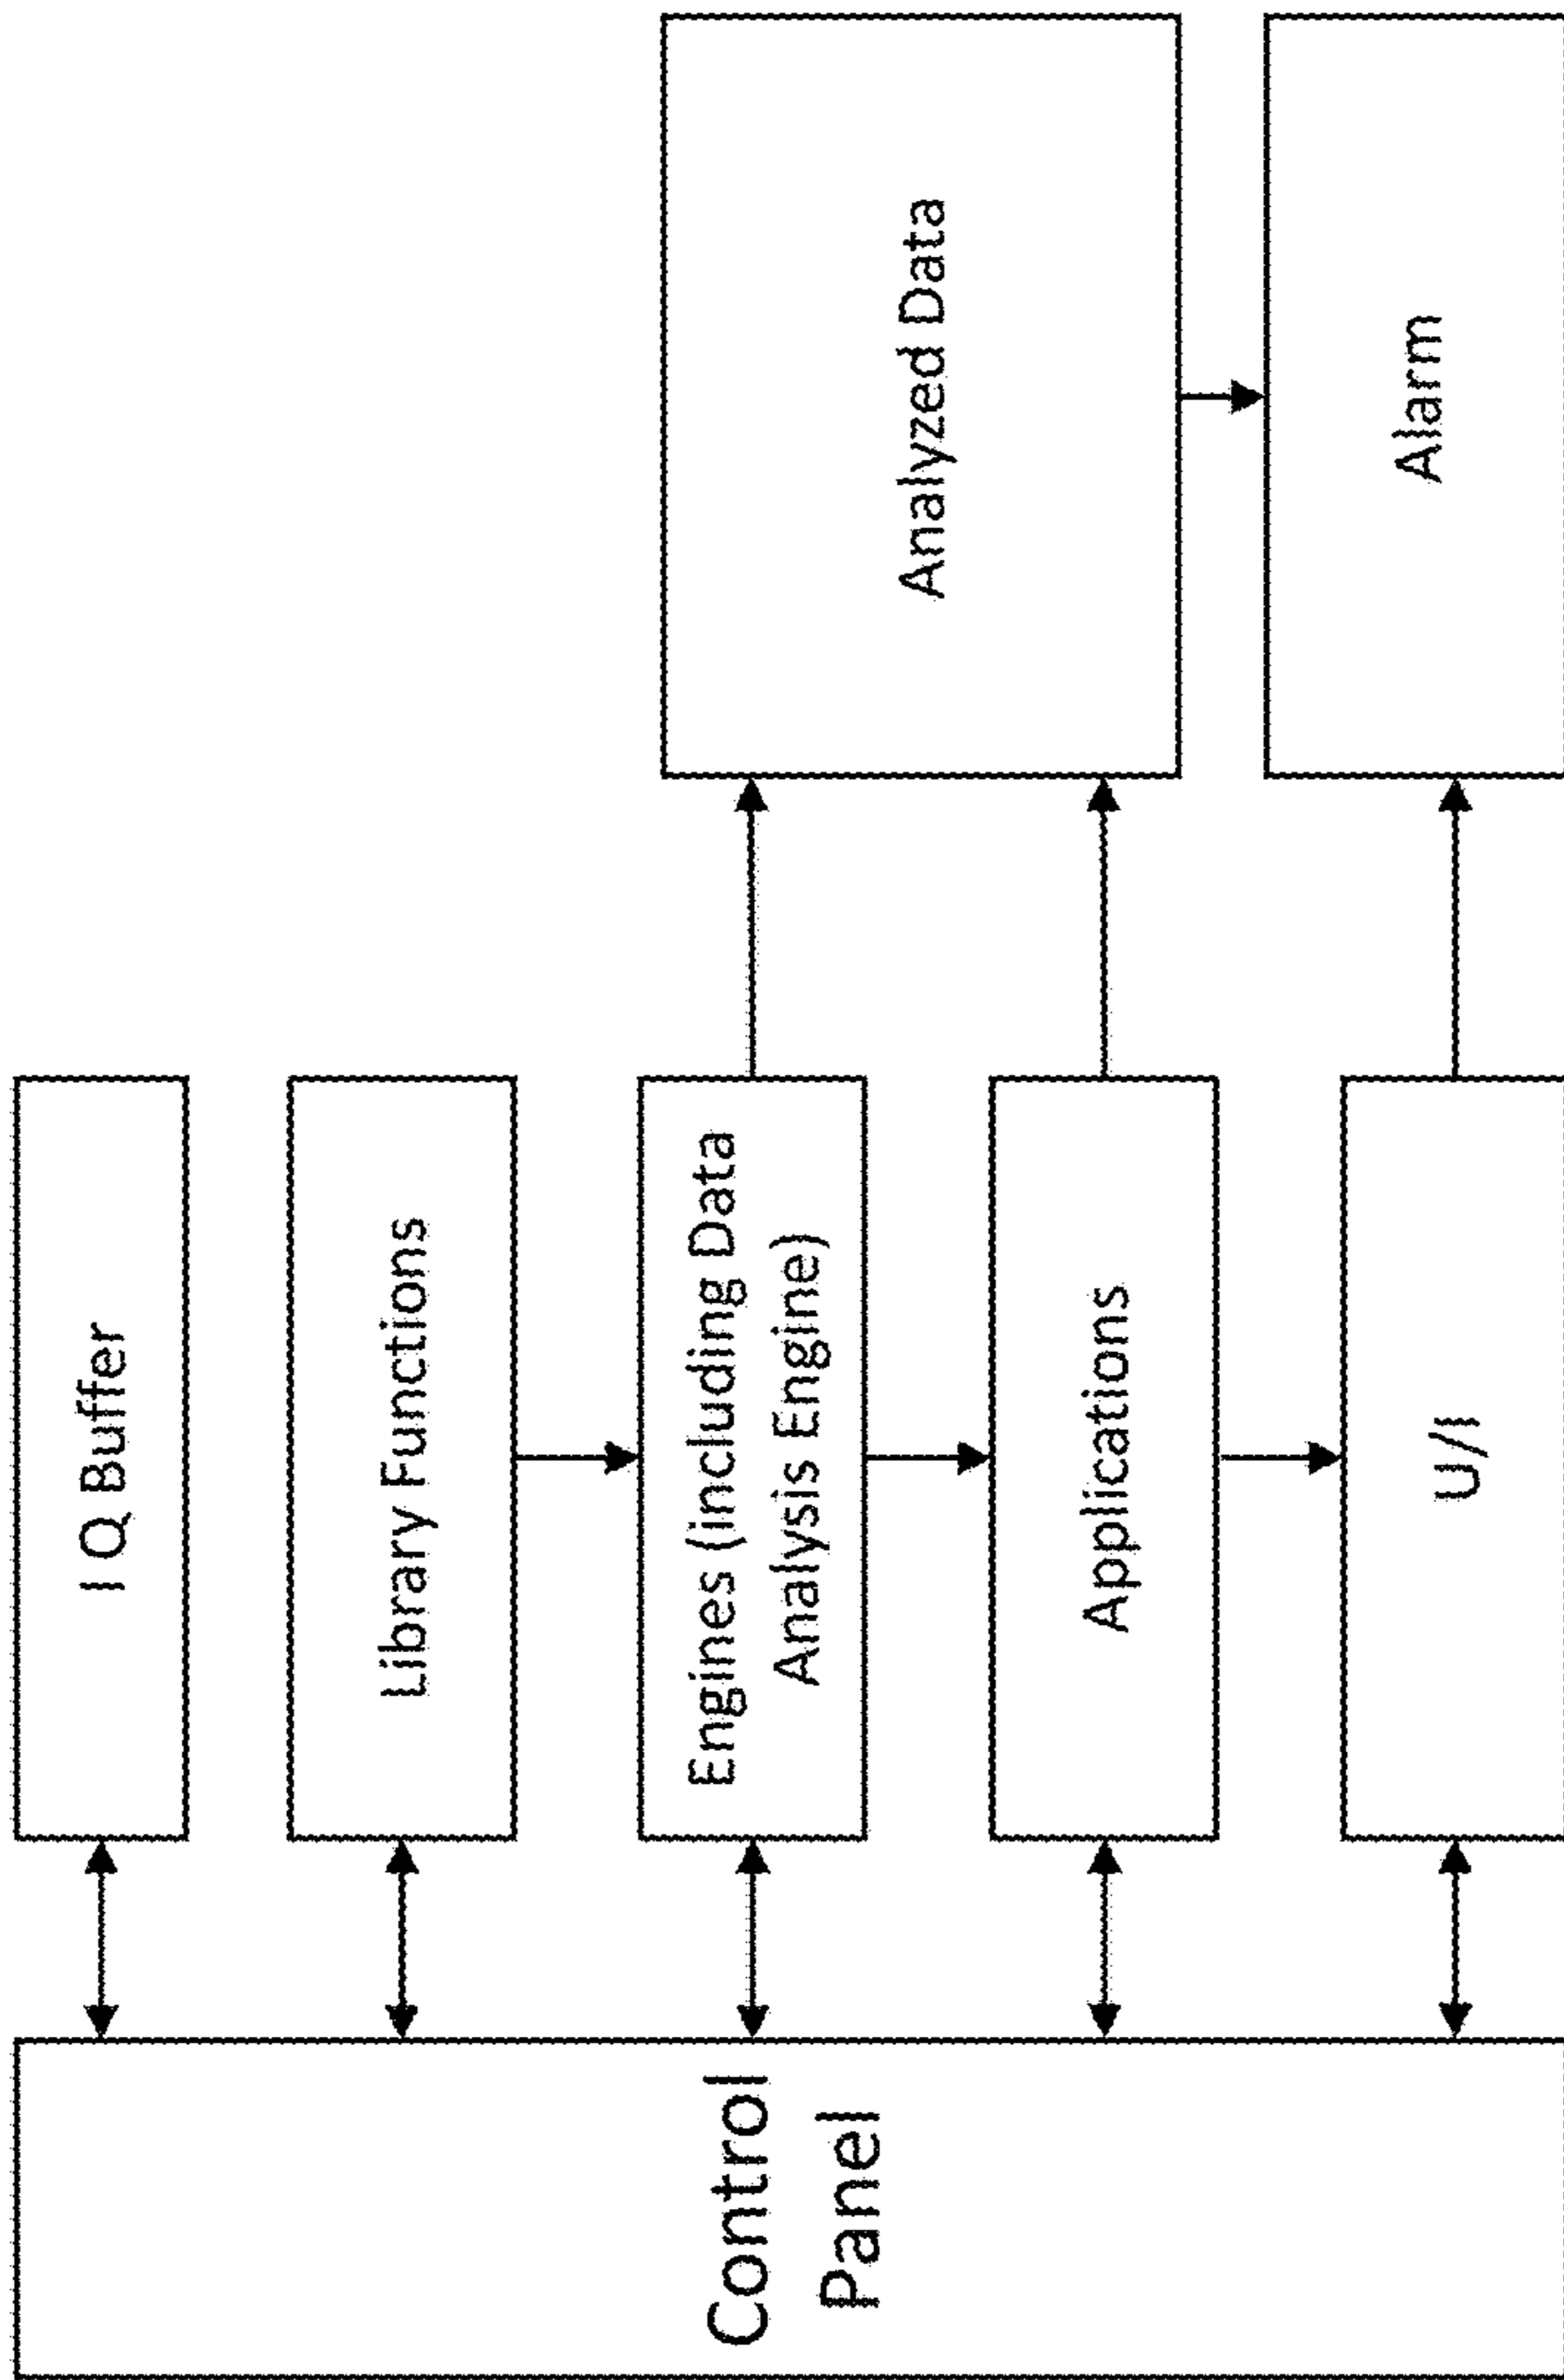 I Q Buffer
Library Functions
Engines (including Data
Analysis Engine)
Applications
U/I
Analyzed Data
Alarm
Control
Panel